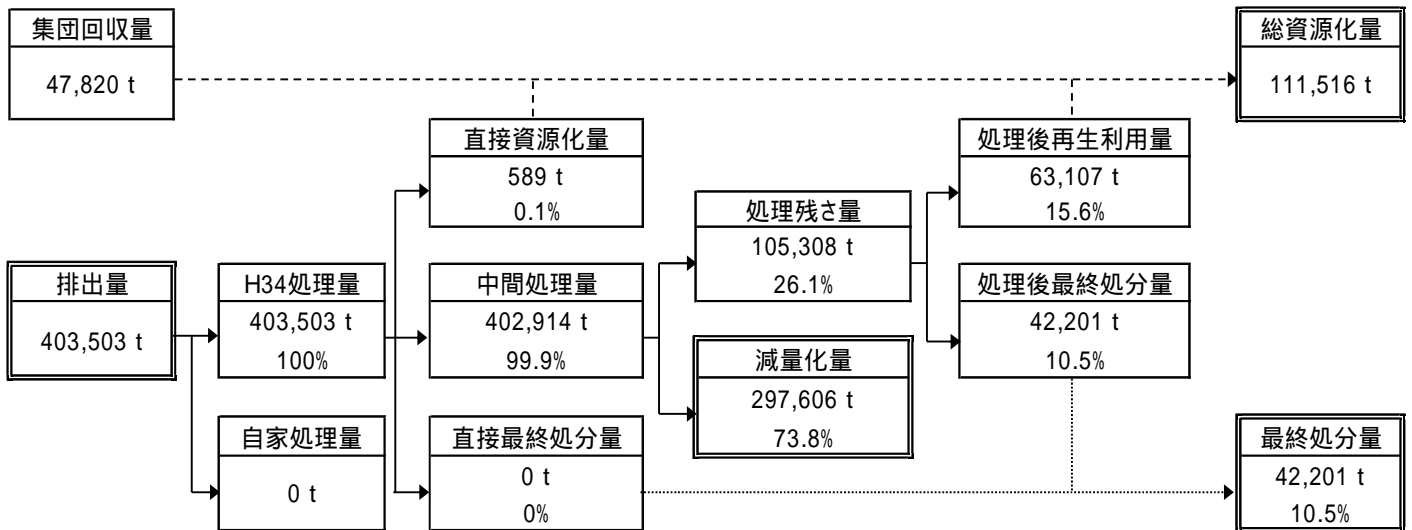 集団回収量
47,820 t
総資源化量
111,516 t
直接資源化量
589 t
0.1%
処理後再生利用量
63,107 t
15.6%
処理残さ量
105,308 t
26.1%
排出量
403,503 t
H34処理量
403,503 t
100%
中間処理量
402,914 t
99.9%
処理後最終処分量
42,201 t
10.5%
減量化量
297,606 t
73.8%
自家処理量
0 t
直接最終処分量
0 t
0%
最終処分量
42,201 t
10.5%